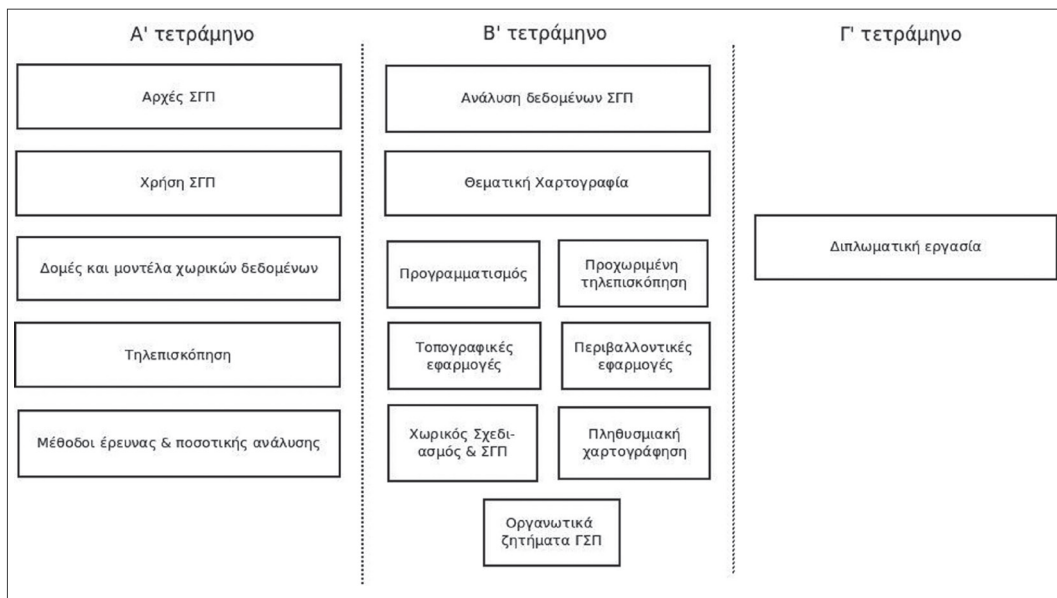 Α' τετράμηνο
Αρχές ΣΓΠ
Χρήση ΣΓΠ
Δομές και μοντέλα χωρικών δεδομένων
Τηλεπισκόπηση
Μέθοδοι έρευνας & ποσοτικής ανάλυσης
Β' τετράμηνο
Ανάλυση δεδομένων ΣΓΠ
Θεματική Χαρτογραφία
Προγραμματισμός
Προχωριμένη
τηλεπισκόπηση
Τοπογραφικές
εφαρμογές
Περιβαλλοντικές
εφαρμογές
Χωρικός Σχεδι-
ασμός & ΣΓΠ
Πληθυσμιακή
χαρτογράφηση
Οργανωτικά
ζητήματα ΓΣΠ
Γ' τετράμηνο
Διπλωματική εργασία